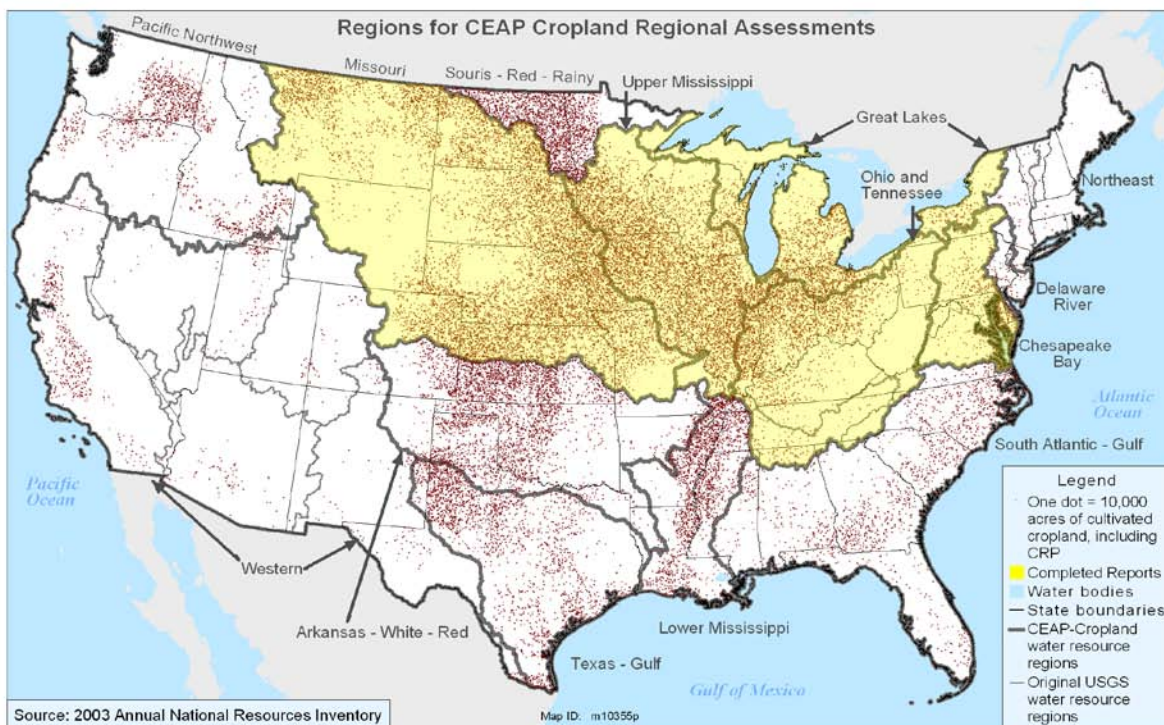 Regions for CEAP Cropland Regional Assessments
Pacific Northwest
Missouri
Souris - Red - Rainy
Upper Mississippi
Great Lakes
Ohio and
Tennessee
Northeast
Delaware
River
Chesapeake
Bay
Atlantic
Ocean
South Atlantic - Gulf
Pacific
Ocean
Western
Arkansas - White - Red
Texas - Gulf
Lower Mississippi
Gulf of Mexico
Legend
One dot = 10,000
acres of cultivated
cropland, including
CRP
Completed Reports
Water bodies
State boundaries
CEAP-Cropland
water resource
regions
Original USGS
water resource
regions
Source: 2003 Annual National Resources Inventory
Map ID: m10355p